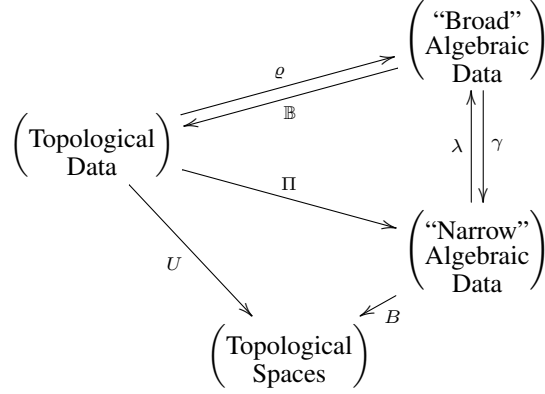 “Broad”
Algebraic
Data
ϱ
𝔹
Topological
Data
λ
γ
Π
“Narrow”
Algebraic
Data
U
B
Topological
Spaces